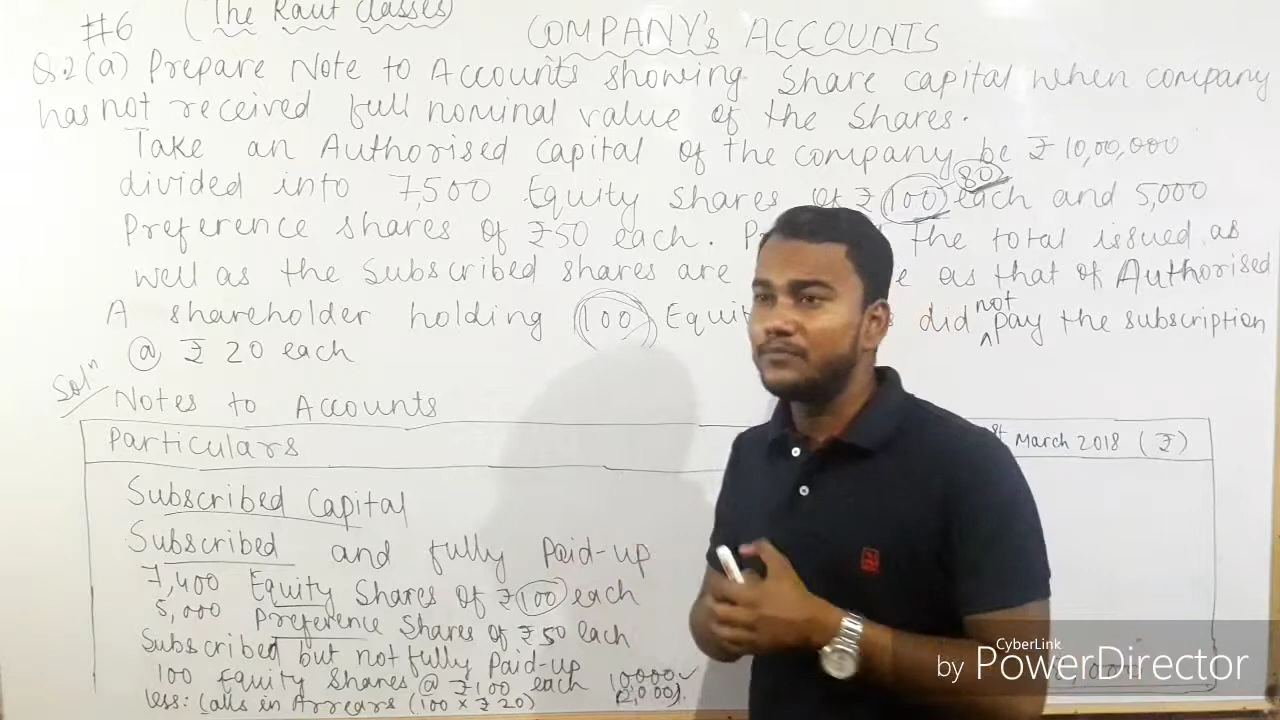 #6 (The Raut Classes)
COMPANY's ACCOUNTS
Q.2(a) Prepare Note to Accounts showing Share capital when company
has not received full nominal value of the Shares.
Take an Authorised capital of the company be ₹ 10,00,000
80
divided into 7,500 Equity Shares of ₹ 100 each and 5,000
Preference shares of ₹50 each. the total issued as
well as the Subscribed shares are as that of Authorised
A shareholder holding 100 did not pay the subscription
@ ₹ 20 each
Solⁿ Notes to Accounts
Particulars March 2018 (₹)
Subscribed Capital
Subscribed and fully Paid-up
7,400 Equity Shares of ₹100 each
5,000 Preference Shares of ₹50 each
Subscribed but not fully Paid-up
100 Equity Shares @ ₹100 each 10000 ✓
less: Calls in Arrears (100 x ₹ 20) (2,000).
CyberLink
by PowerDirector